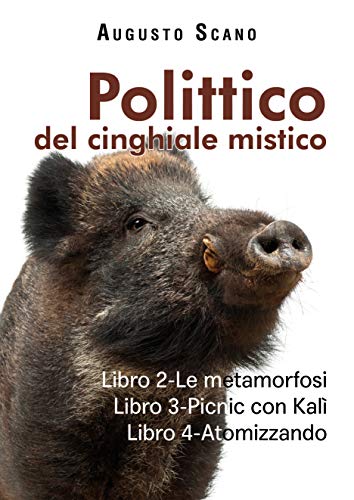 Augusto Scano
Polittico
del cinghiale mistico
Libro 2-Le metamorfosi
Libro 3-Picnic con Kalì
Libro 4-Atomizzando